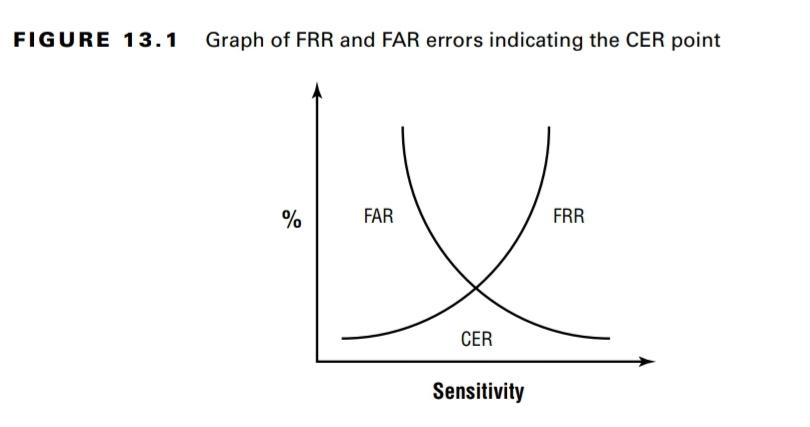 FIGURE 13.1 Graph of FRR and FAR errors indicating the CER point
%
FAR
FRR
CER
Sensitivity